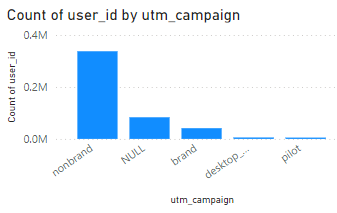 Count of user_id by utm_campaign
Count of user_id
0.4M
0.2M
0.0M
nonbrand
NULL
brand
desktop_...
pilot
utm_campaign